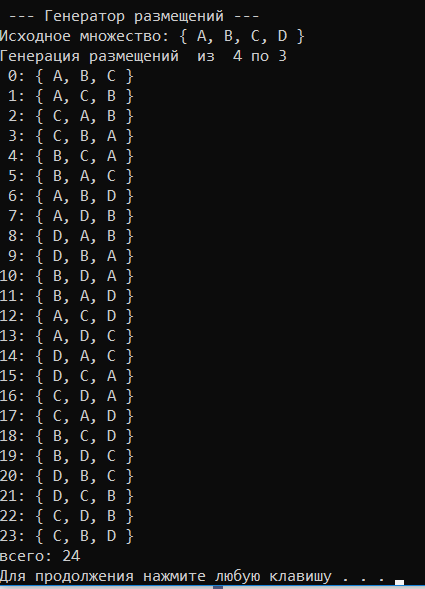 --- Генератор размещений ---
Исходное множество: { A, B, C, D }
Генерация размещений  из  4 по 3
 0: { A, B, C }
 1: { A, C, B }
 2: { C, A, B }
 3: { C, B, A }
 4: { B, C, A }
 5: { B, A, C }
 6: { A, B, D }
 7: { A, D, B }
 8: { D, A, B }
 9: { D, B, A }
10: { B, D, A }
11: { B, A, D }
12: { A, C, D }
13: { A, D, C }
14: { D, A, C }
15: { D, C, A }
16: { C, D, A }
17: { C, A, D }
18: { B, C, D }
19: { B, D, C }
20: { D, B, C }
21: { D, C, B }
22: { C, D, B }
23: { C, B, D }
всего: 24
Для продолжения нажмите любую клавишу . . .